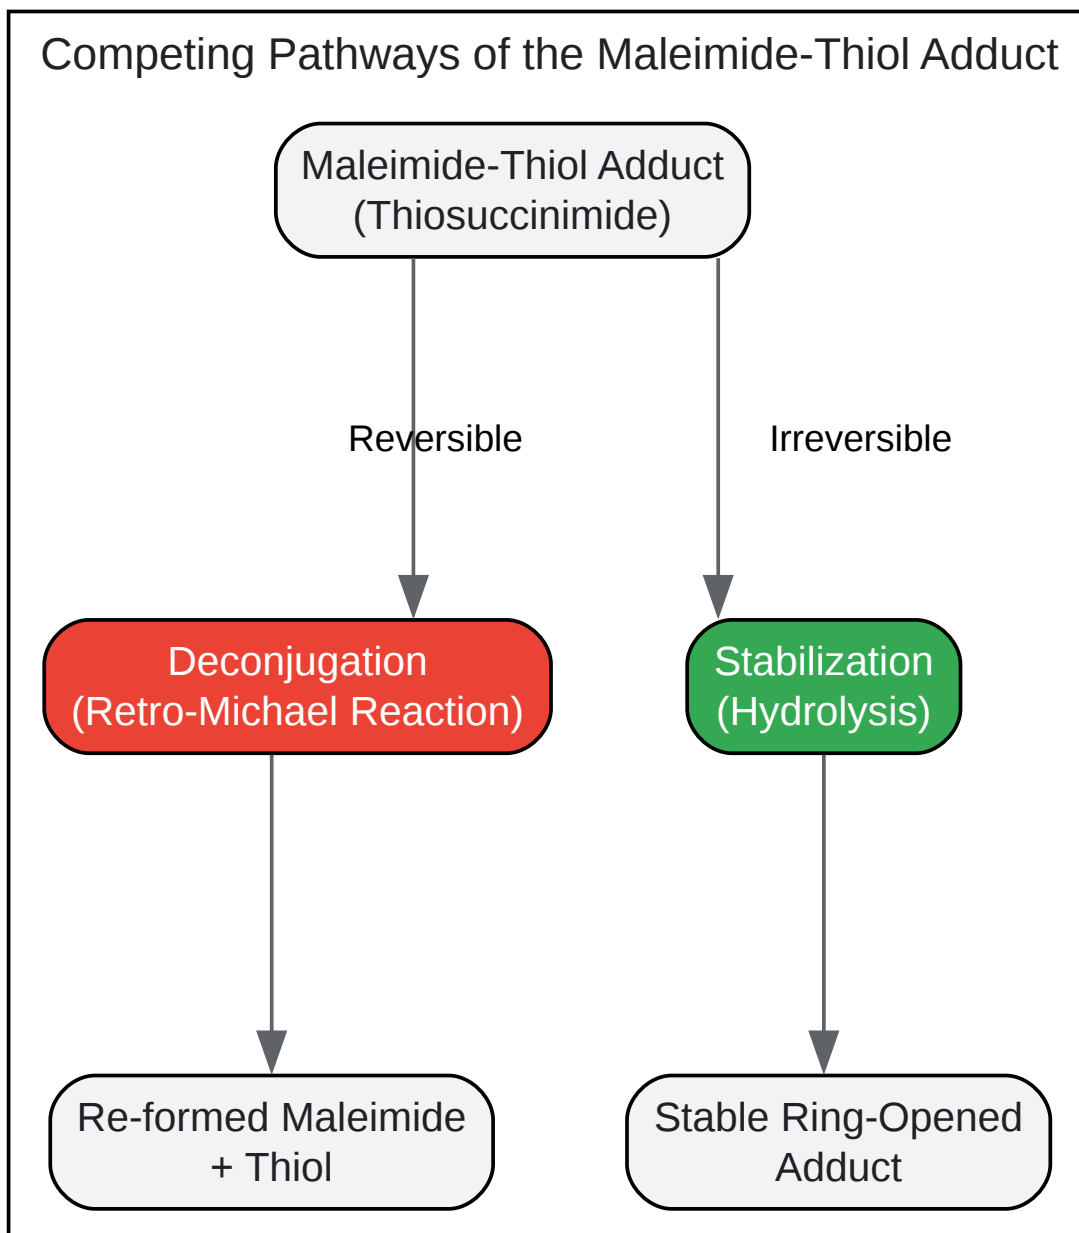 Competing Pathways of the Maleimide-Thiol Adduct
Maleimide-Thiol Adduct
(Thiosuccinimide)
Reversible
Irreversible
Deconjugation
(Retro-Michael Reaction)
Stabilization
(Hydrolysis)
Re-formed Maleimide
+ Thiol
Stable Ring-Opened
Adduct